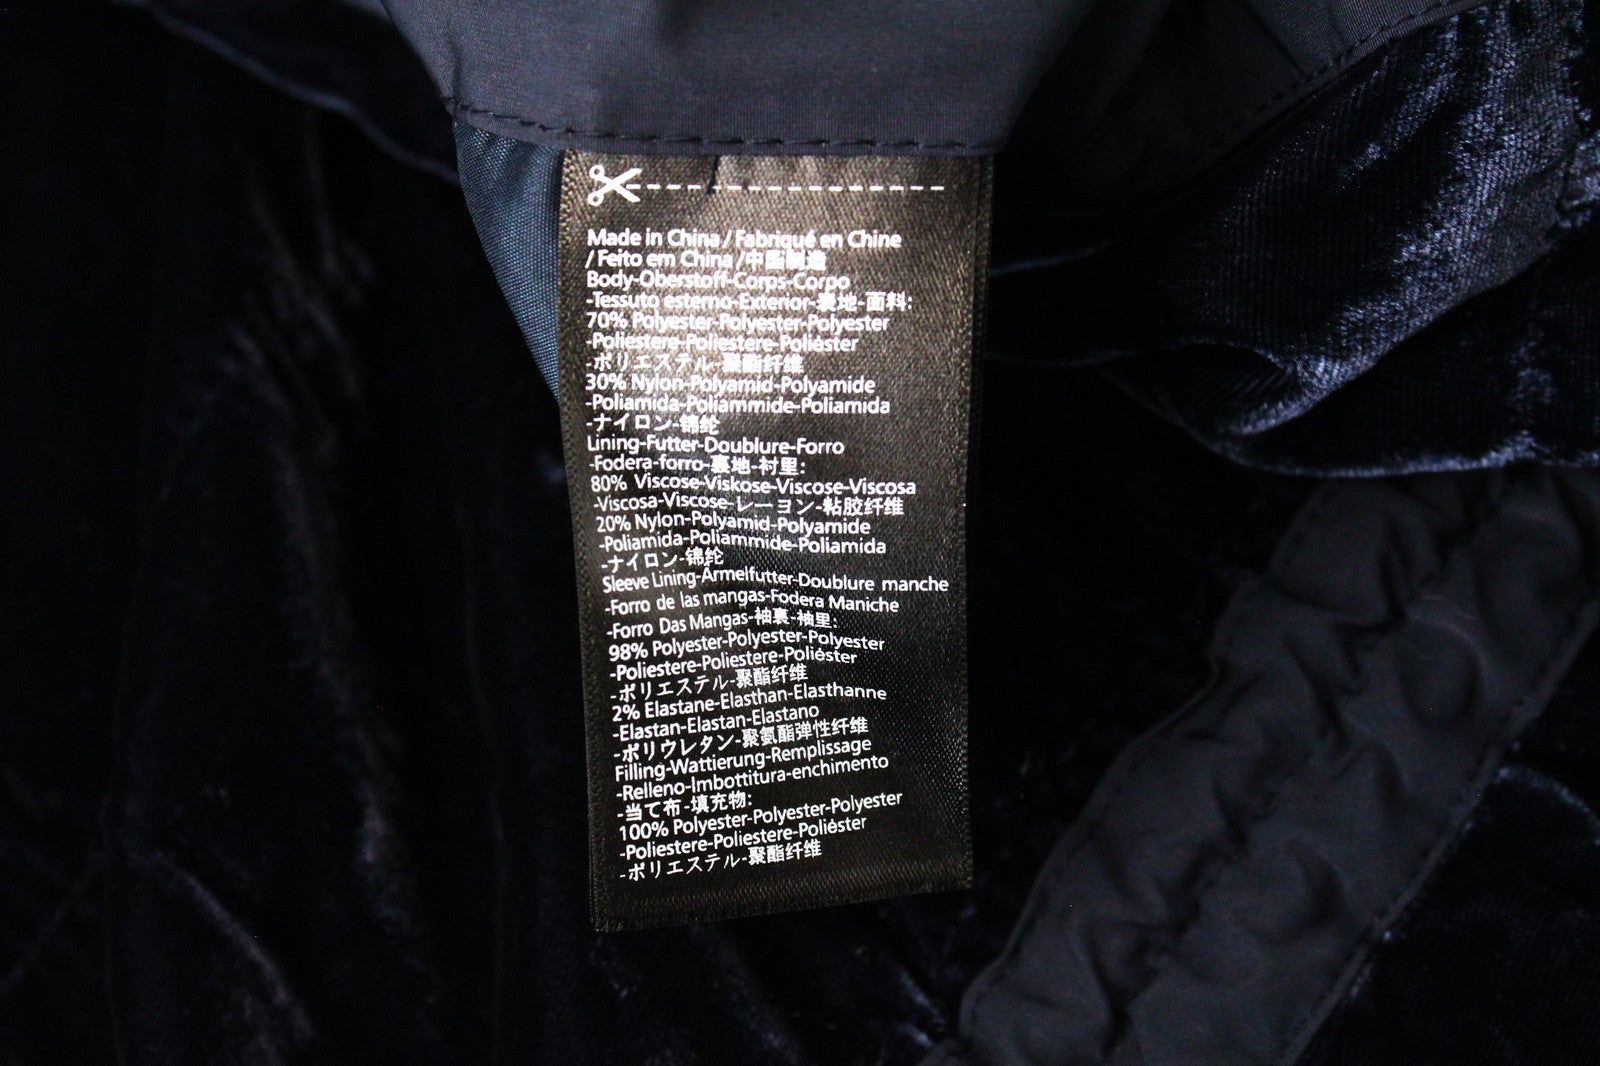 Made in China / Fabriqué en Chine
/ Feito em China /中国制造
Body-Oberstoff-Corps-Corpo
-Tessuto esterno-Exterior-裏地-面料:
70% Polyester-Polyester-Polyester
-Poliestere-Poliestere-Poliéster
-ポリエステル-聚酯纤维
30% Nylon-Polyamid-Polyamide
-Poliamida-Poliammide-Poliamida
-ナイロン-锦纶
Lining-Futter-Doublure-Forro
-Fodera-forro-裏地-衬里:
80% Viscose-Viskose-Viscose-Viscosa
-Viscosa-Viscose-レーヨン-粘胶纤维
20% Nylon-Polyamid-Polyamide
-Poliamida-Poliammide-Poliamida
-ナイロン-锦纶
Sleeve Lining-Armelfutter-Doublure manche
-Forro de las mangas-Fodera Maniche
-Forro Das Mangas-袖裏-袖里:
98% Polyester-Polyester-Polyester
-Poliestere-Poliestere-Poliéster
-ポリエステル-聚酯纤维
2% Elastane-Elasthan-Elasthanne
-Elastan-Elastan-Elastano
-ポリウレタン-聚氨酯弹性纤维
Filling-Wattierung-Remplissage
-Relleno-Imbottitura-enchimento
-当て布-填充物:
100% Polyester-Polyester-Polyester
-Poliestere-Poliestere-Poliéster
-ポリエステル-聚酯纤维